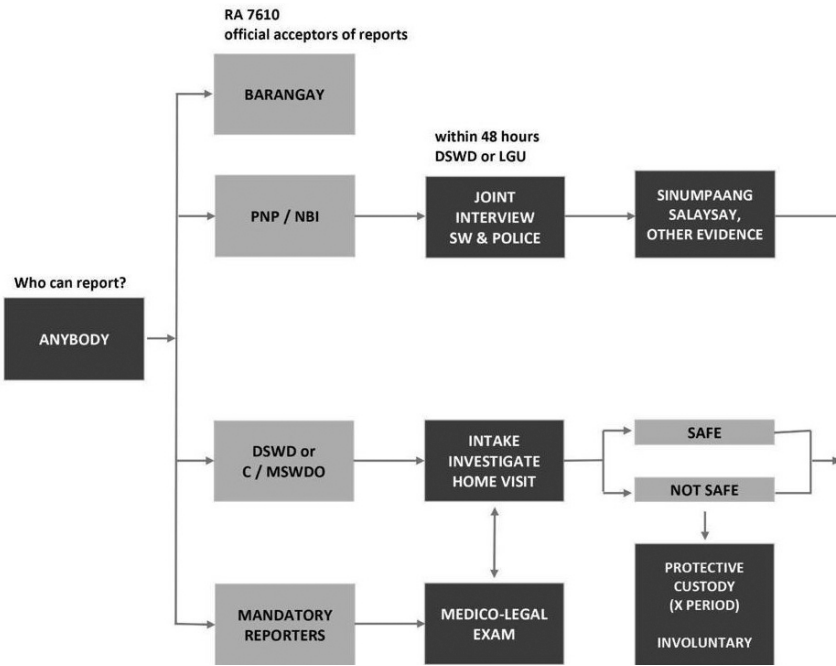 RA 7610
official acceptors of reports
BARANGAY
within 48 hours
DSWD or LGU
PNP / NBI
JOINT
INTERVIEW
SW & POLICE
SINUMPAANG
SALAYSAY,
OTHER EVIDENCE
Who can report?
ANYBODY
DSWD or
C / MSWDO
INTAKE
INVESTIGATE
HOME VISIT
SAFE
NOT SAFE
MANDATORY
REPORTERS
MEDICO-LEGAL
EXAM
PROTECTIVE
CUSTODY
(X PERIOD)
INVOLUNTARY